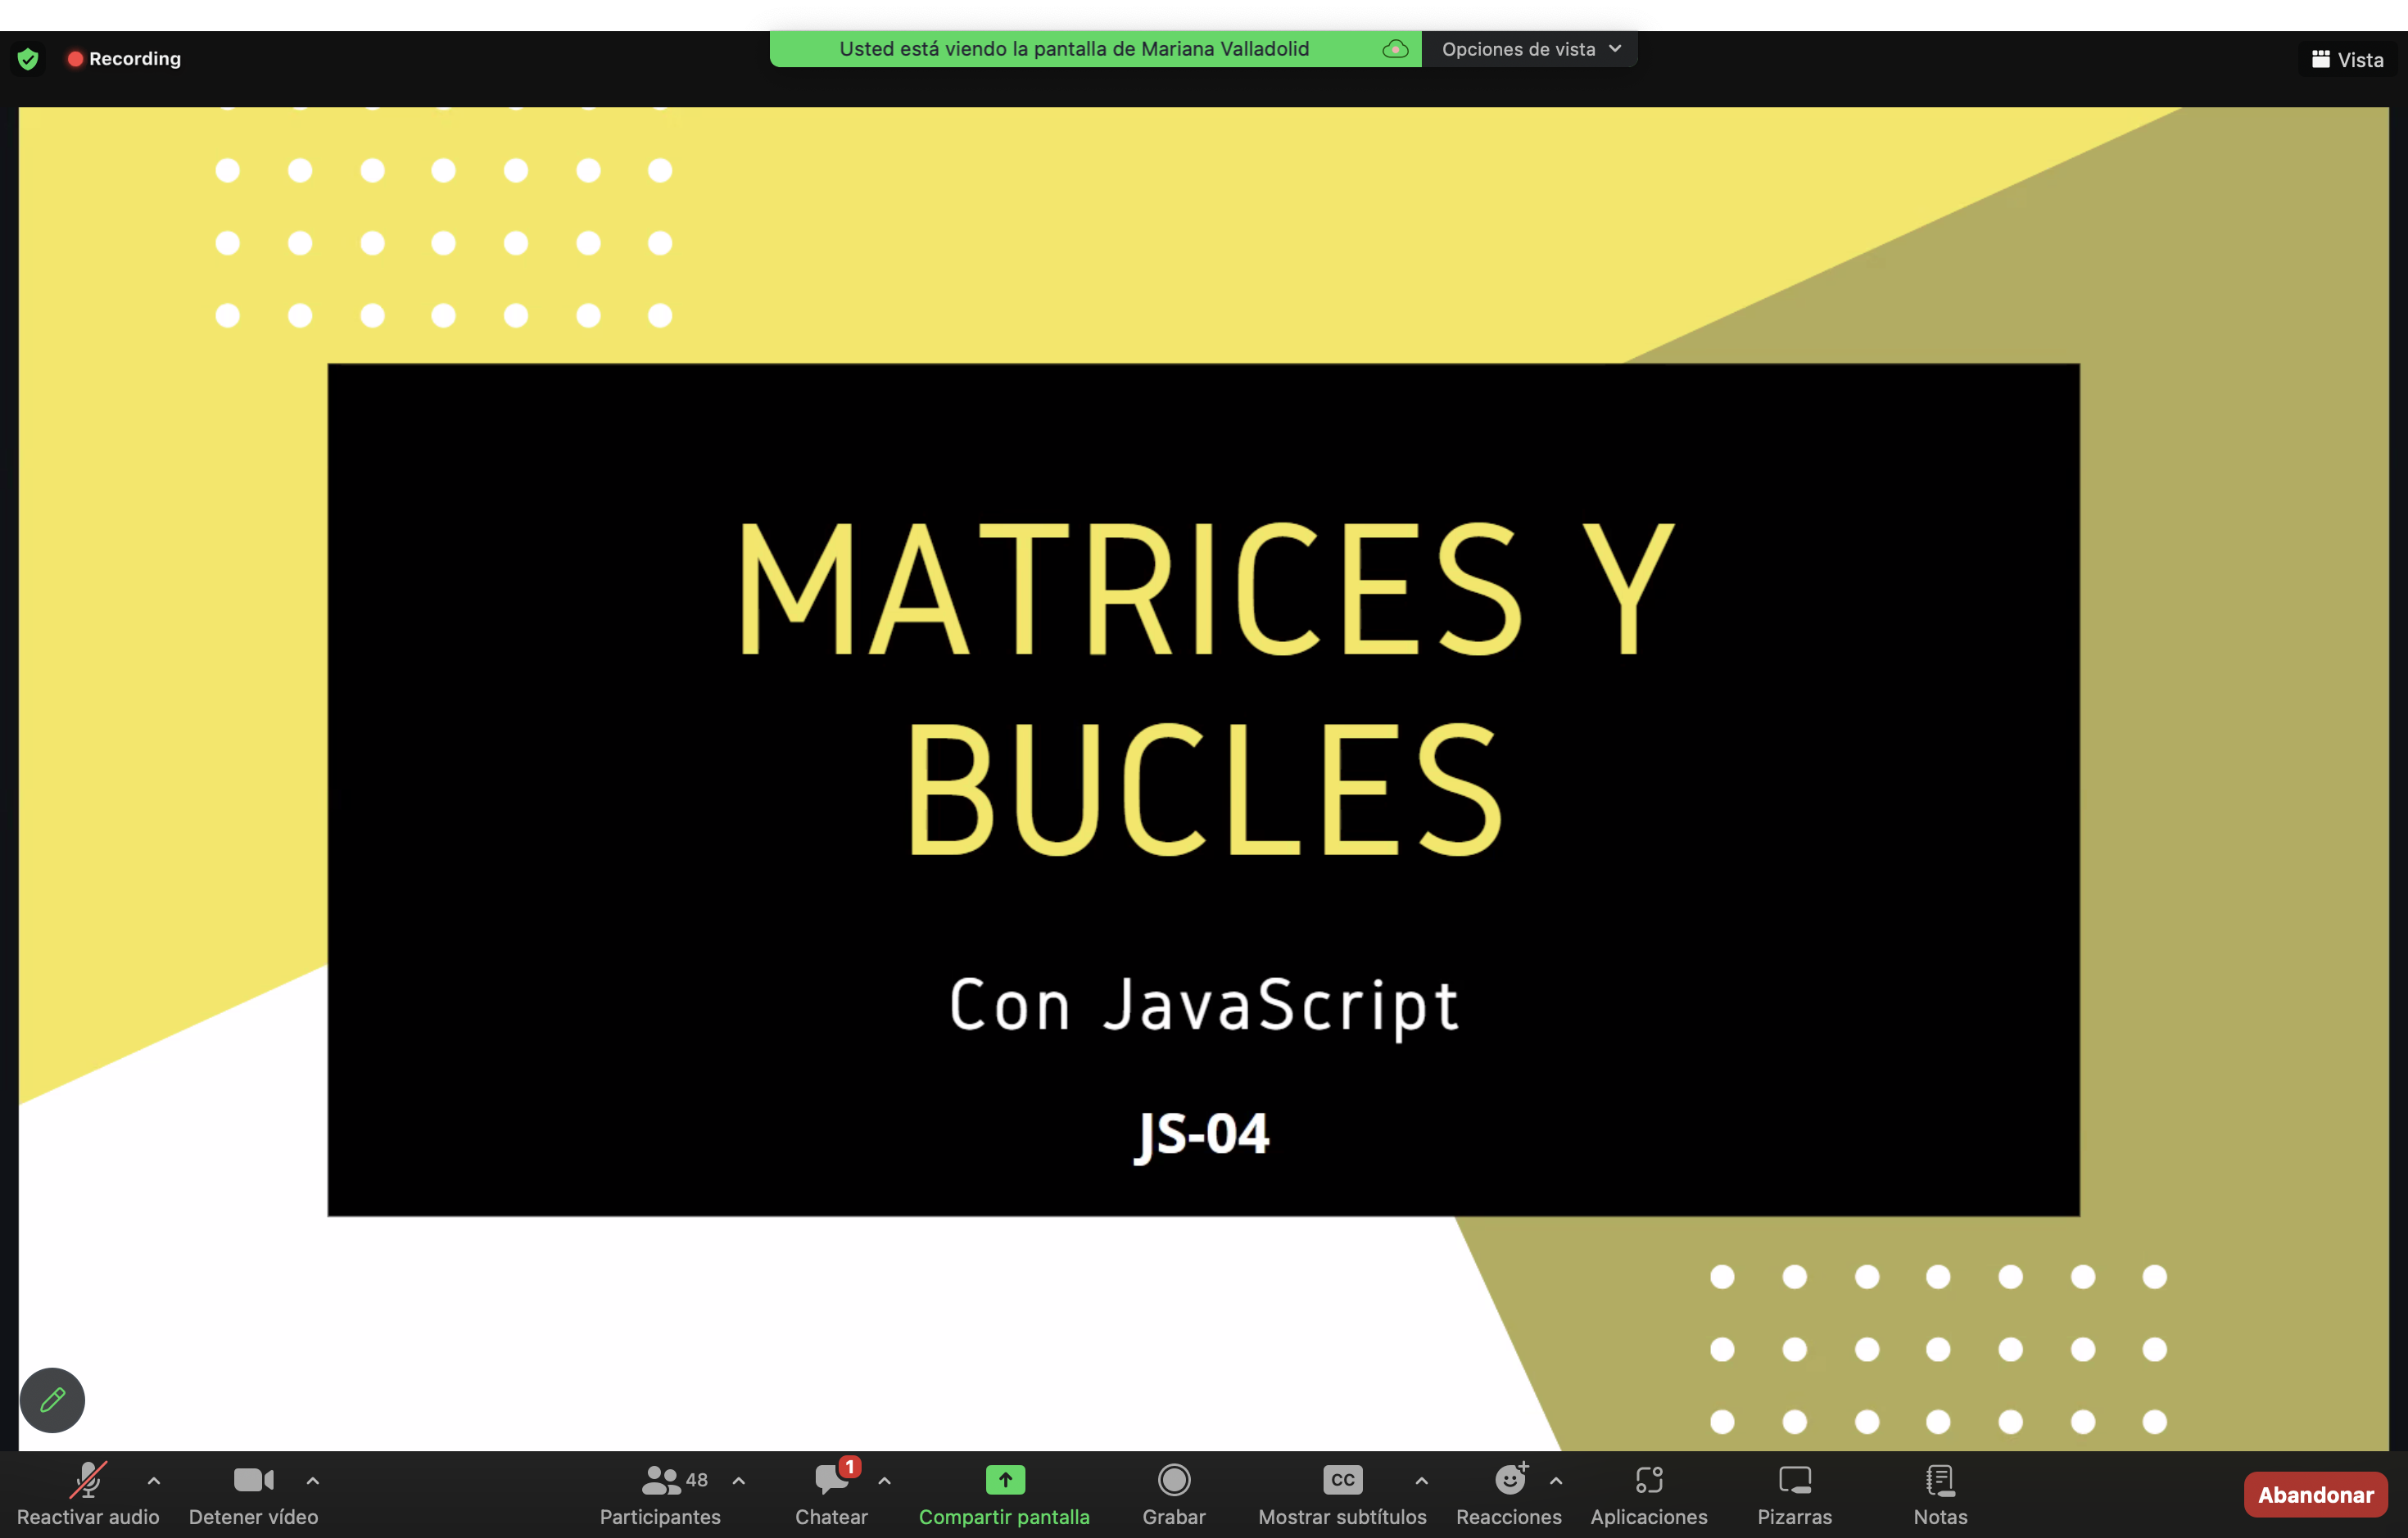 Recording
Usted está viendo la pantalla de Mariana Valladolid
Opciones de vista
Vista
MATRICES Y
BUCLES
Con JavaScript
JS-04
48
1
CC
Reactivar audio
Detener vídeo
Participantes
Chatear
Compartir pantalla
Grabar
Mostrar subtítulos
Reacciones
Aplicaciones
Pizarras
Notas
Abandonar